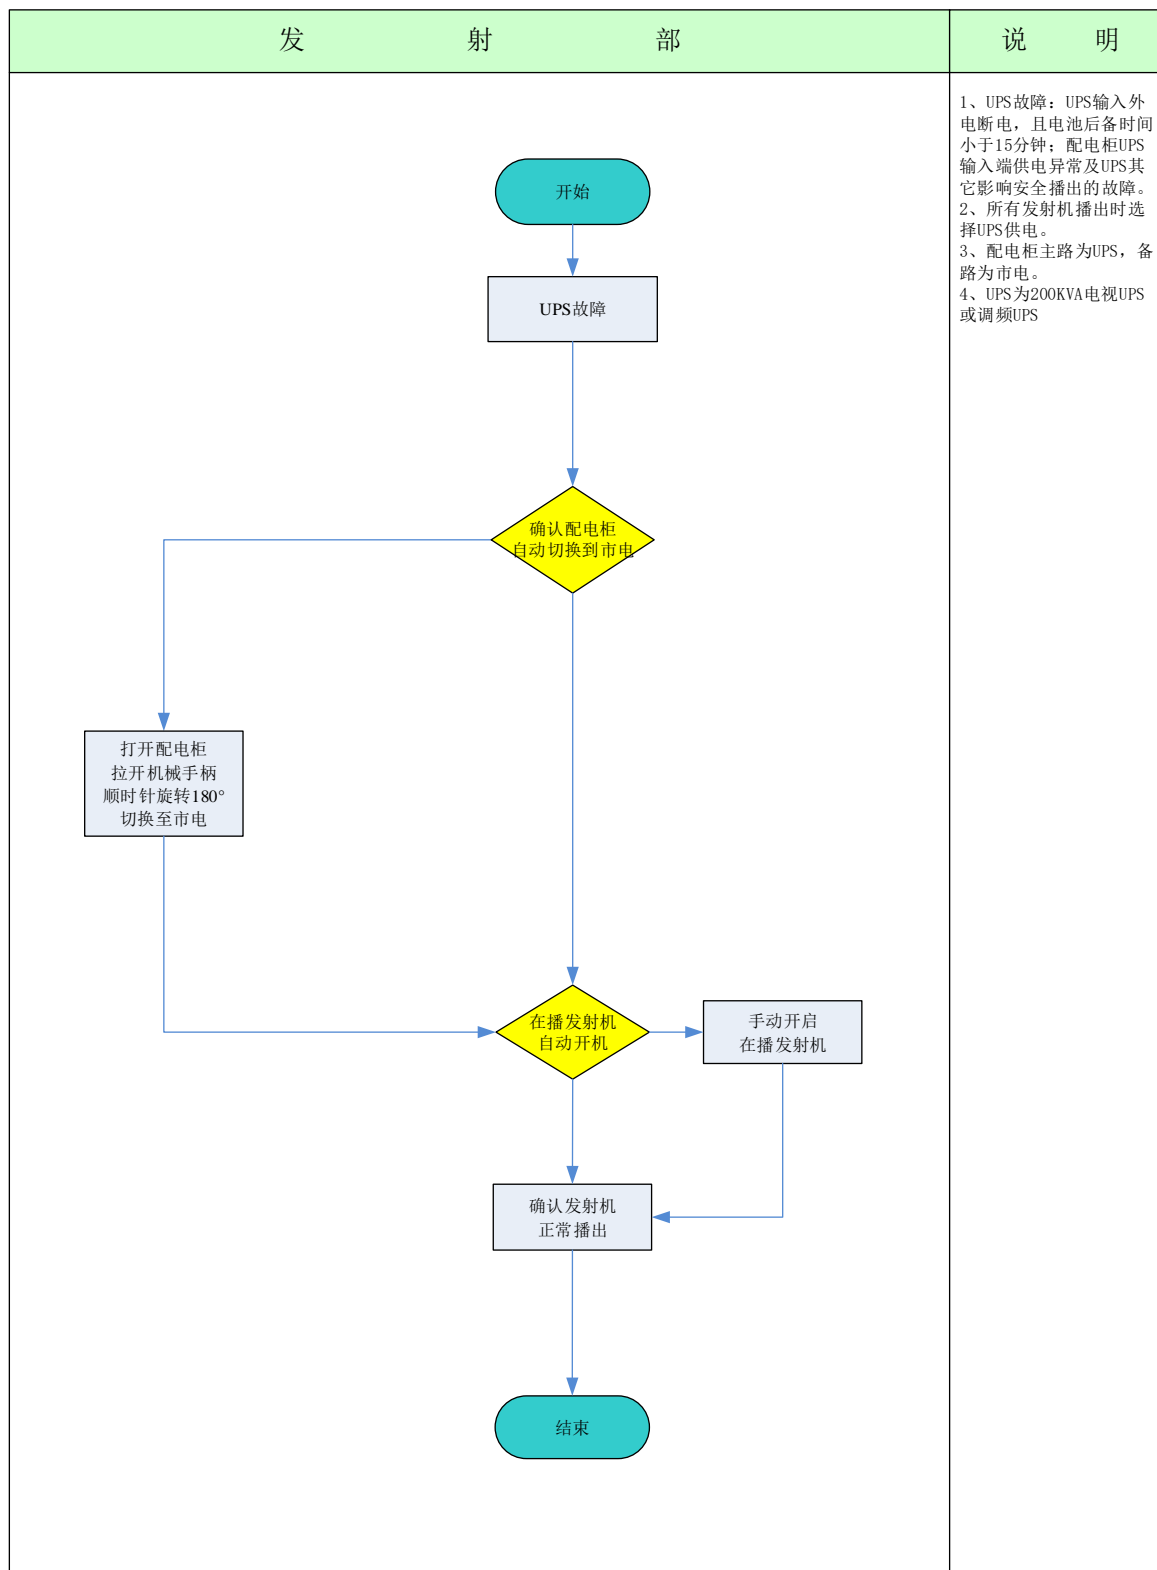 发 射 部
说 明
1、UPS故障：UPS输入外
电断电，且电池后备时间
小于15分钟；配电柜UPS
输入端供电异常及UPS其
它影响安全播出的故障。
2、所有发射机播出时选
择UPS供电。
3、配电柜主路为UPS，备
路为市电。
4、UPS为200KVA电视UPS
或调频UPS
开始
UPS故障
确认配电柜
自动切换到市电
打开配电柜
拉开机械手柄
顺时针旋转180°
切换至市电
在播发射机
自动开机
手动开启
在播发射机
确认发射机
正常播出
结束